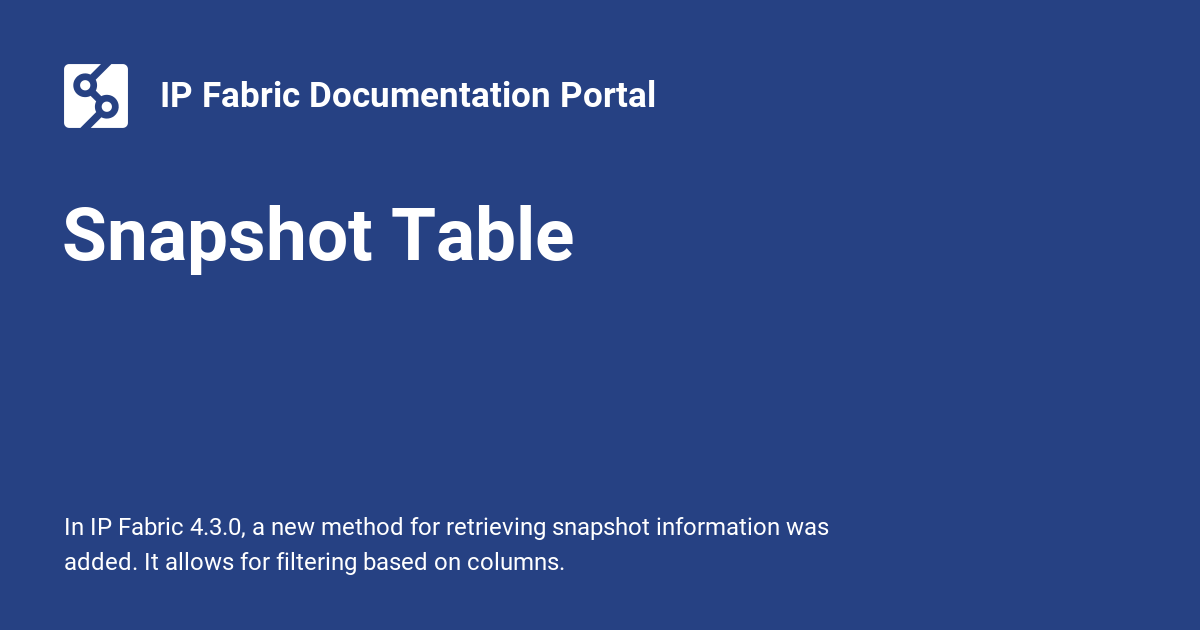 IP Fabric Documentation Portal
Snapshot Table
In IP Fabric 4.3.0, a new method for retrieving snapshot information was
added. It allows for filtering based on columns.